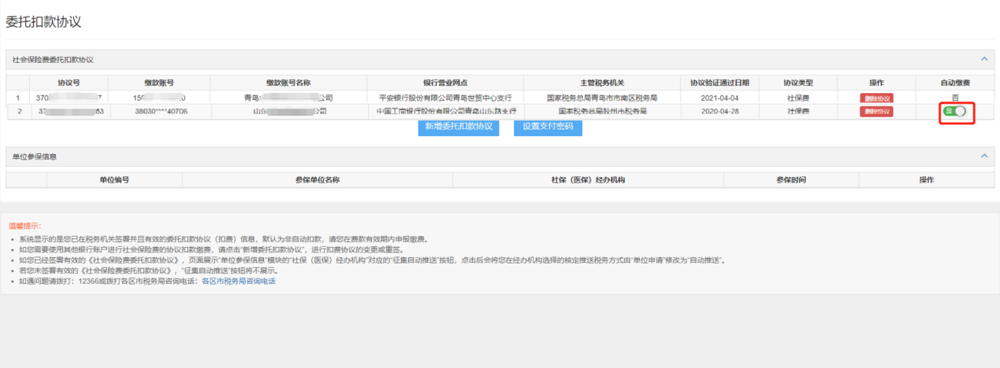 委托扣款协议
社会保险费委托扣款协议
协议号 缴款账号 缴款账号名称 银行营业网点 主管税务机关 协议验证通过日期 协议类型 操作 自动缴费
1 370 7 15 0 青岛 公司 平安银行股份有限公司青岛世贸中心支行 国家税务总局青岛市市南区税务局 2021-04-04 社保费 删除协议 否
2 37 53 38030****40706 山东 公司 中国工商银行股份有限公司青岛山东路支行 国家税务总局胶州市税务局 2020-04-28 社保费 删除协议 是
新增委托扣款协议 设置支付密码
单位参保信息
单位编号 参保单位名称 社保（医保）经办机构 参保时间 操作
温馨提示：
• 系统显示的是您已在税务机关签署并且有效的委托扣款协议（扣费）信息，默认为非自动扣款，请您在费款有效期内申报缴费。
• 如您需要使用其他银行账户进行社会保险费的协议扣款缴费，请点击"新增委托扣款协议"，进行扣费协议的变更或重签。
• 如您已经签署有效的《社会保险费委托扣款协议》，页面展示"单位参保信息"模块的"社保（医保）经办机构"对应的"征集自动推送"按钮，点击后会将您在经办机构选择的核定推送税务方式由"单位申请"修改为"自动推送"。
• 若您未签署有效的《社会保险费委托扣款协议》，"征集自动推送"按钮将不展示。
• 如遇问题请拨打：12366或拨打各区市税务局咨询电话：各区市税务局咨询电话